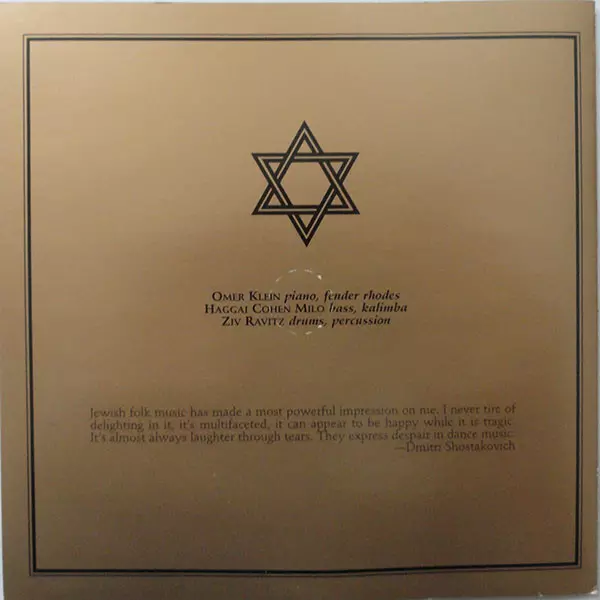 OMER KLEIN piano, fender rhodes
HAGGAI COHEN MILO bass, kalimba
ZIV RAVITZ drums, percussion
Jewish folk music has made a most powerful impression on me. I never tire of
delighting in it, it's multifaceted, it can appear to be happy while it is tragic.
It's almost always laughter through tears. They express despair in dance music.
—Dmitri Shostakovich